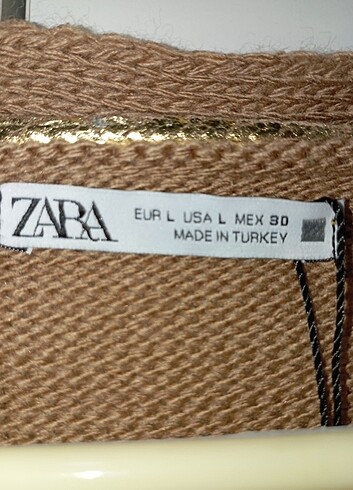 ZARA
EUR L USA L MEX 30
MADE IN TURKEY